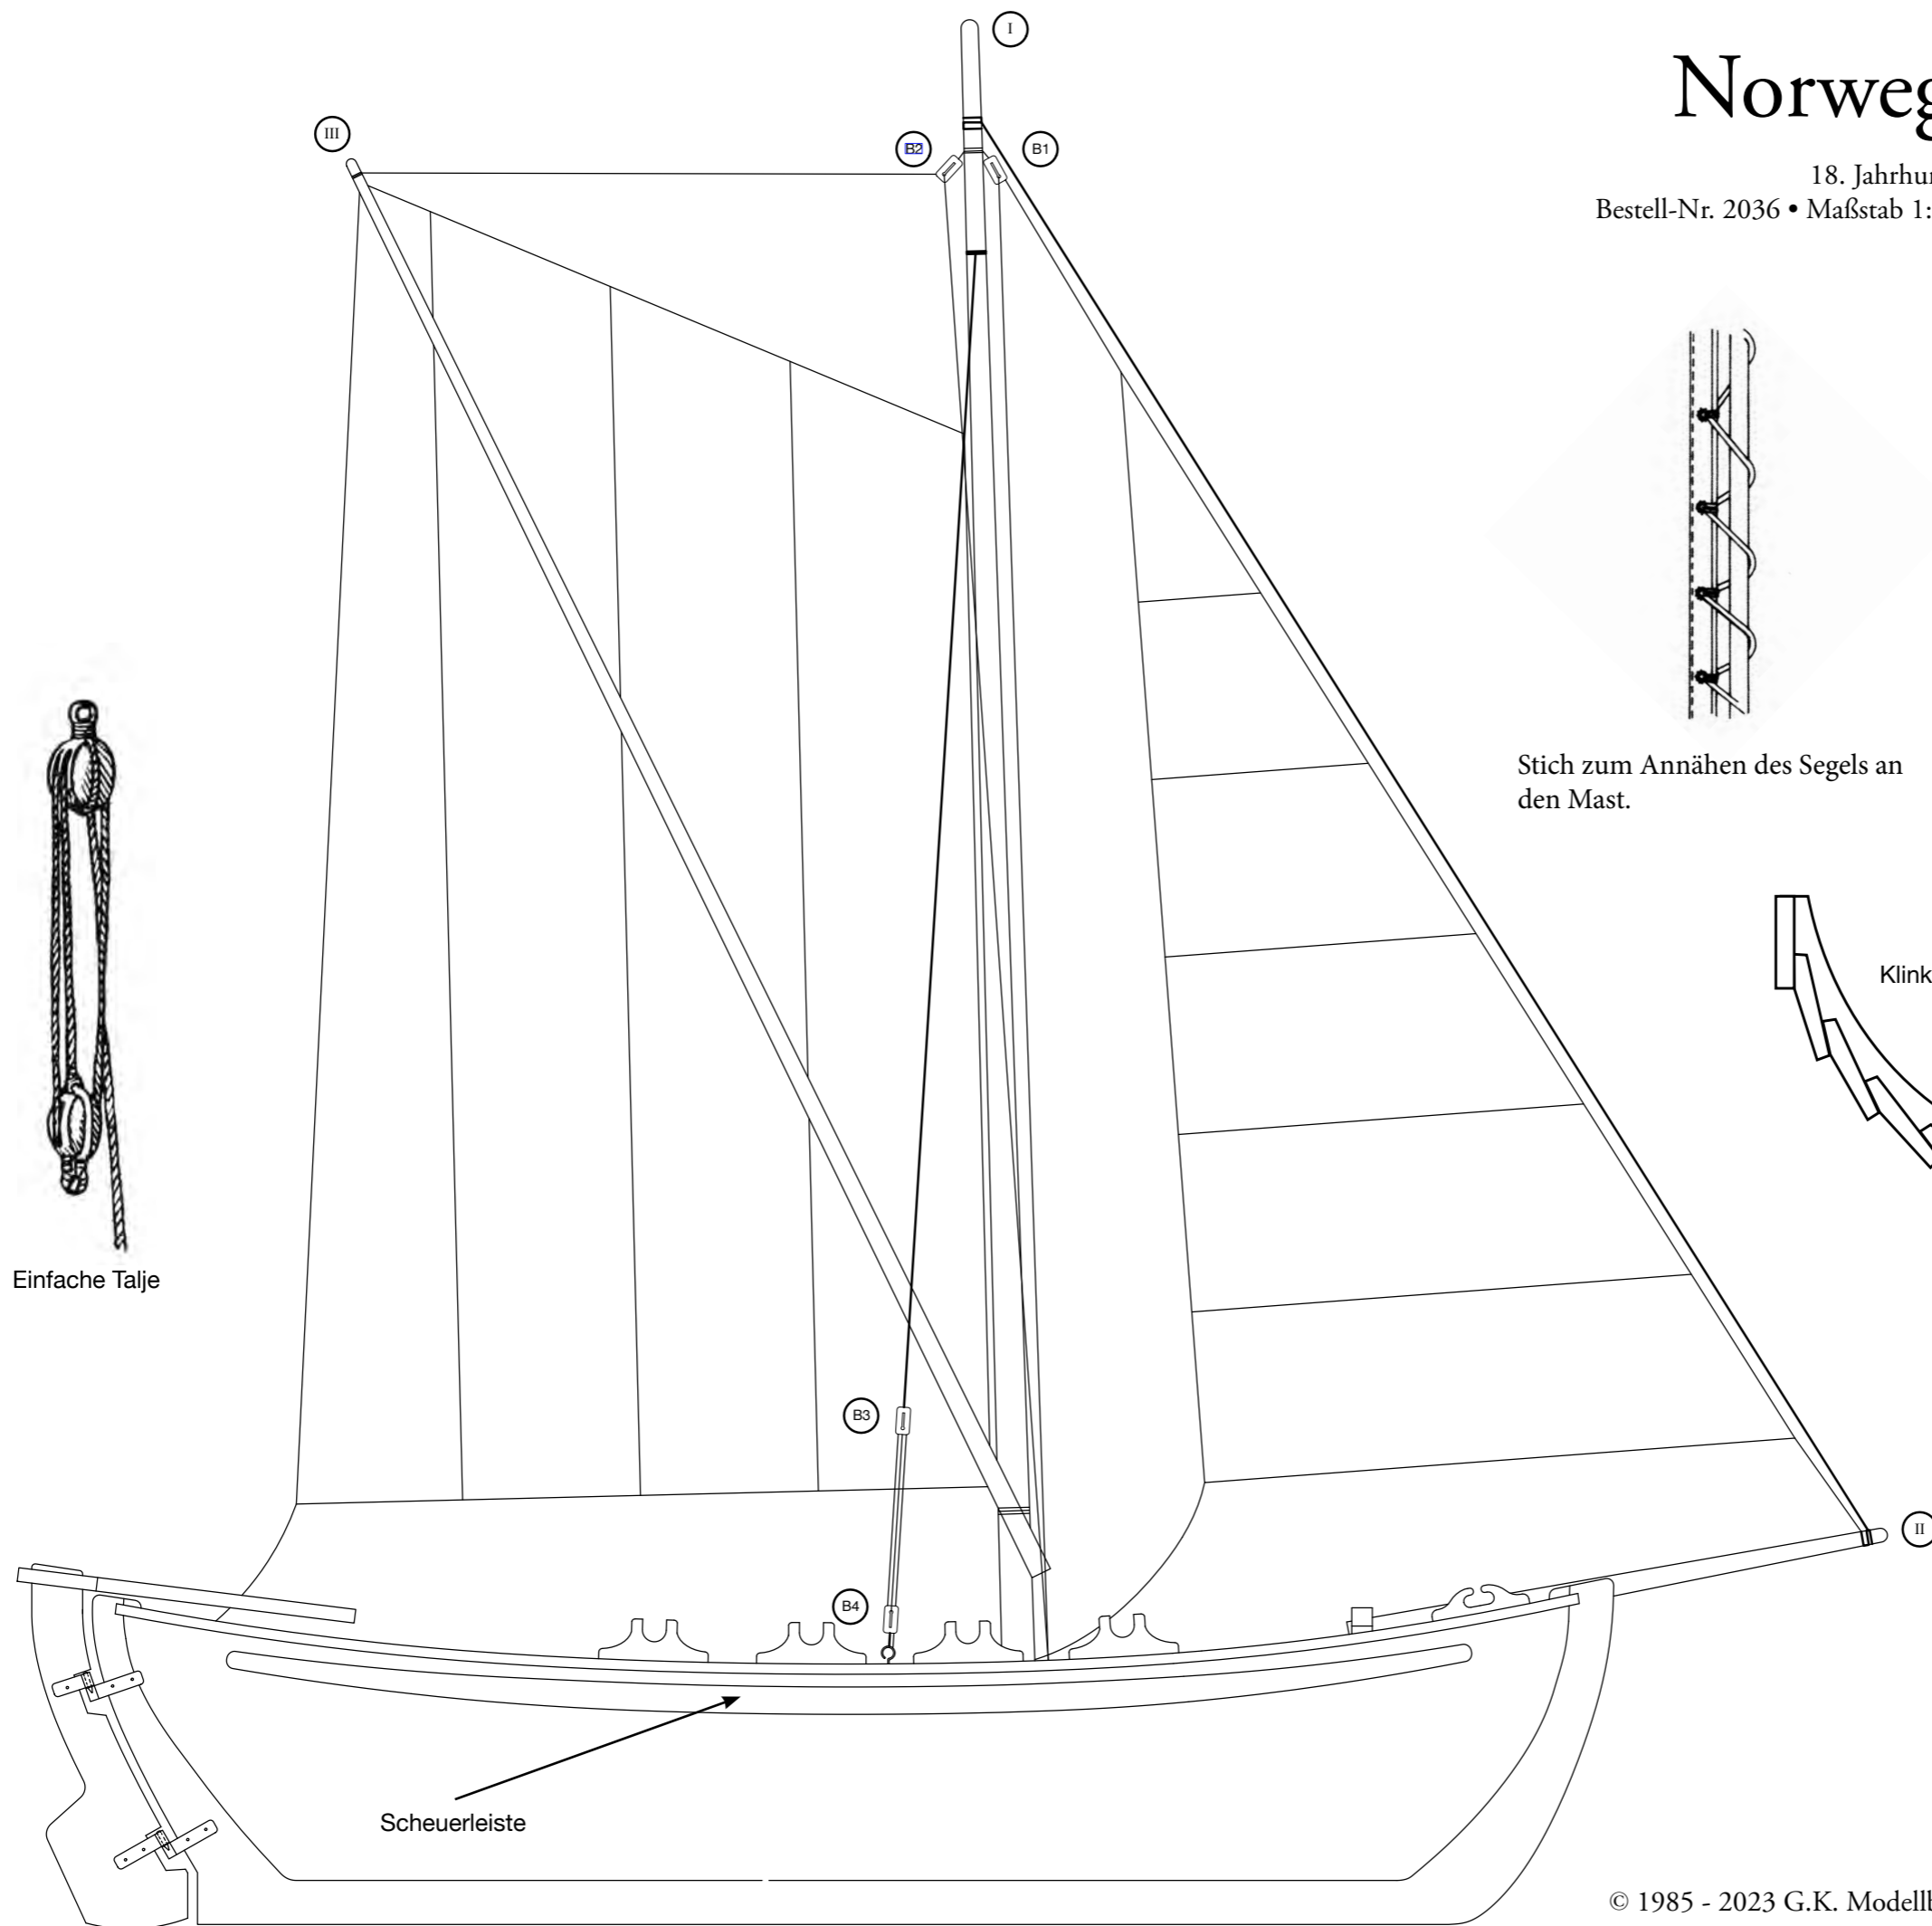 I
Norweg
III
B2
B1
18. Jahrhun
Bestell-Nr. 2036 • Maßstab 1:
Stich zum Annähen des Segels an
den Mast.
Klink
Einfache Talje
B3
II
B4
Scheuerleiste
© 1985 - 2023 G.K. Modellb